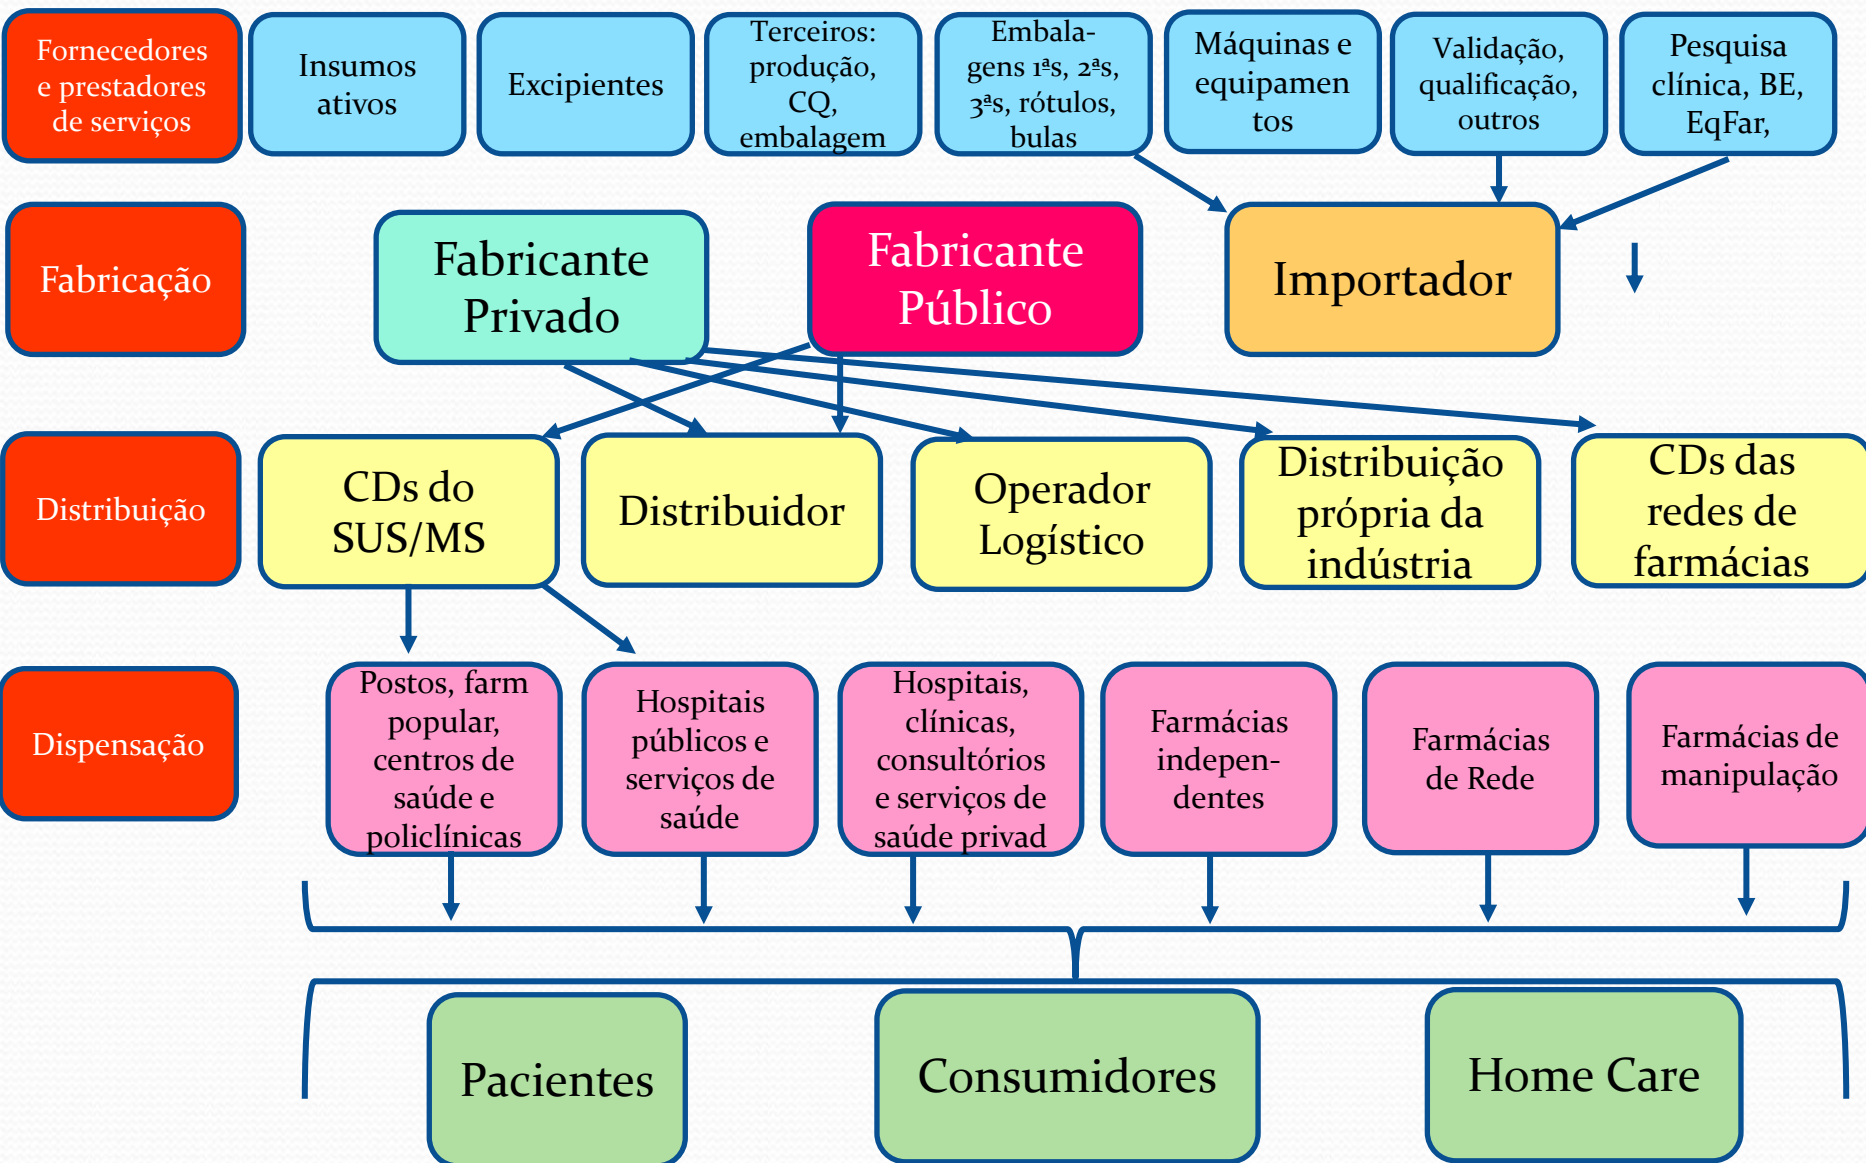 Fornecedores
e prestadores
de serviços
Insumos
ativos
Excipientes
Terceiros:
produção,
CQ,
embalagem
Embala-
gens 1ªs, 2ªs,
3ªs, rótulos,
bulas
Máquinas e
equipamen
tos
Validação,
qualificação,
outros
Pesquisa
clínica, BE,
EqFar,
Fabricação
Fabricante
Privado
Fabricante
Público
Importador
Distribuição
CDs do
SUS/MS
Distribuidor
Operador
Logístico
Distribuição
própria da
indústria
CDs das
redes de
farmácias
Dispensação
Postos, farm
popular,
centros de
saúde e
policlínicas
Hospitais
públicos e
serviços de
saúde
Hospitais,
clínicas,
consultórios
e serviços de
saúde privad
Farmácias
indepen-
dentes
Farmácias
de Rede
Farmácias de
manipulação
Pacientes
Consumidores
Home Care